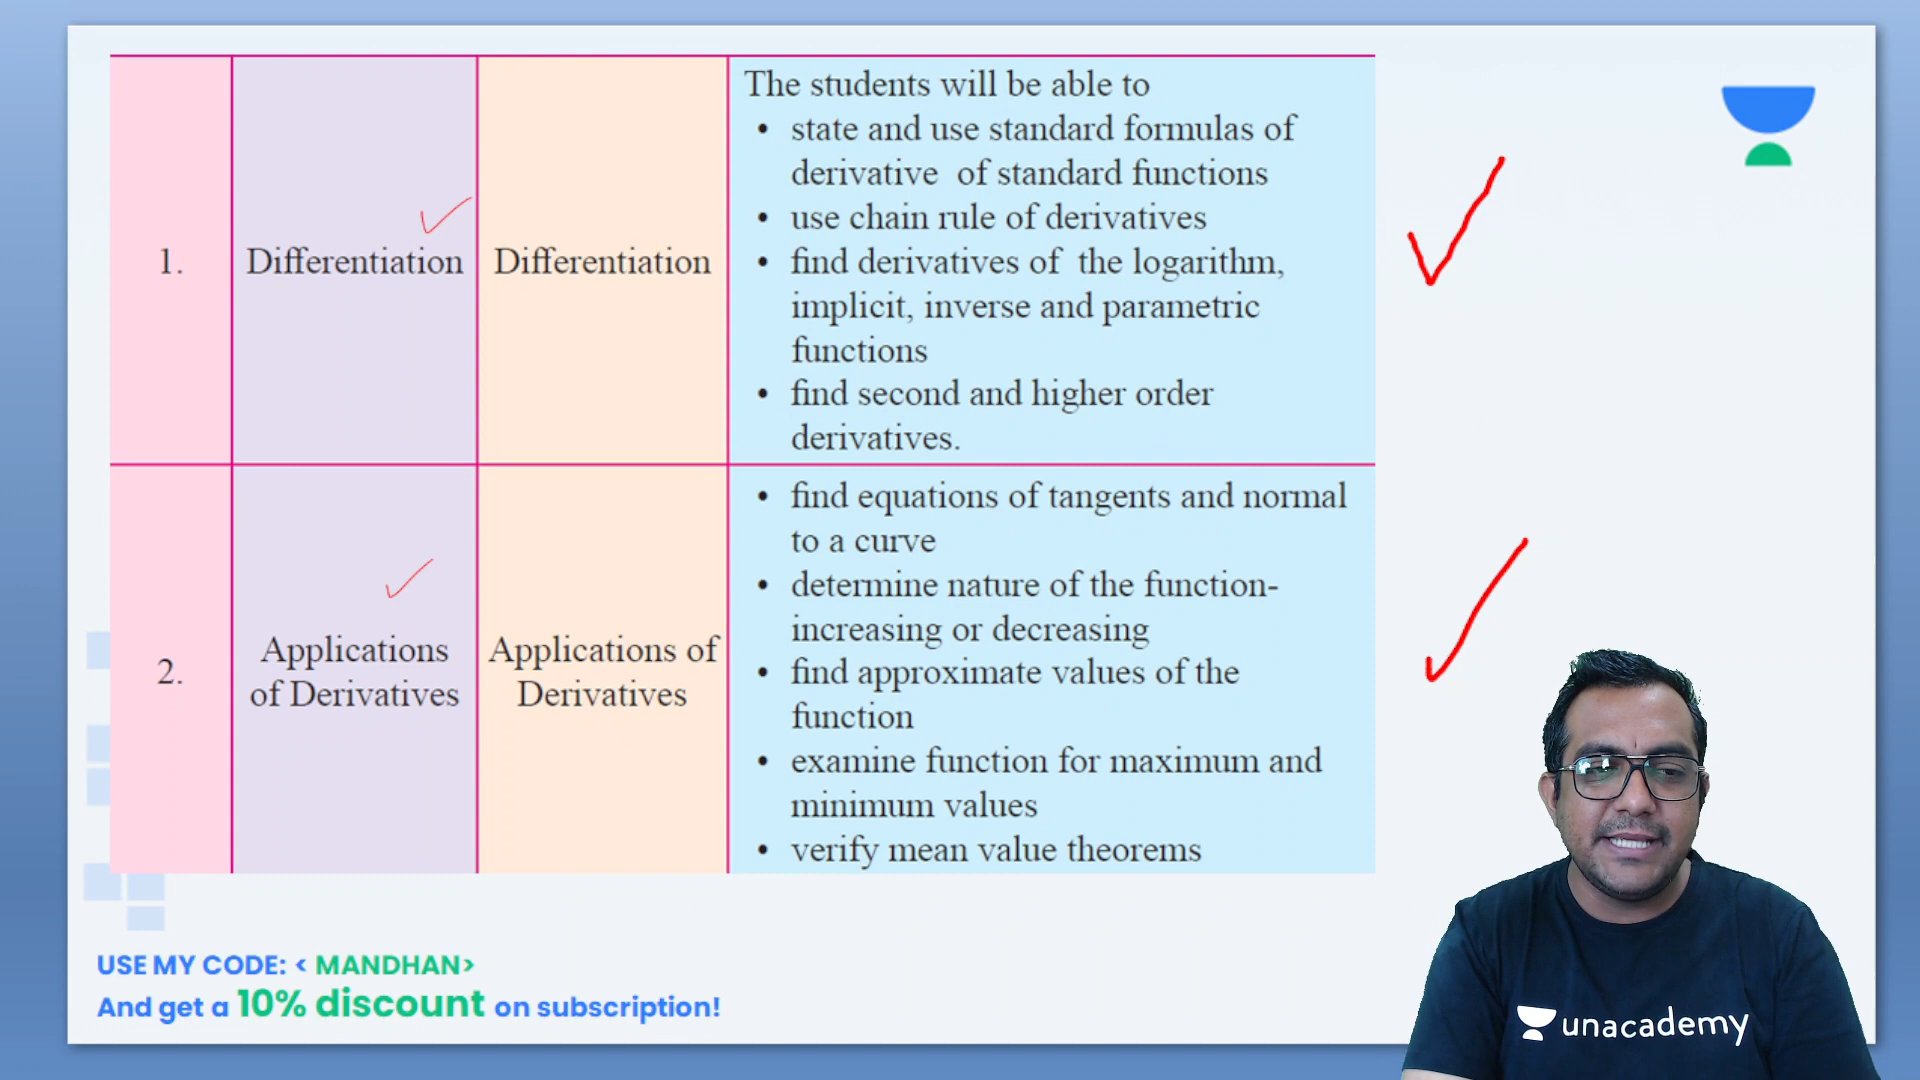 The students will be able to
• state and use standard formulas of
derivative of standard functions
• use chain rule of derivatives
1.
Differentiation
Differentiation
• find derivatives of the logarithm,
implicit, inverse and parametric
functions
• find second and higher order
derivatives.
• find equations of tangents and normal
to a curve
• determine nature of the function-
increasing or decreasing
2.
Applications
of Derivatives
Applications of
Derivatives
• find approximate values of the
function
• examine function for maximum and
minimum values
• verify mean value theorems
USE MY CODE: < MANDHAN>
And get a 10% discount on subscription!
unacademy